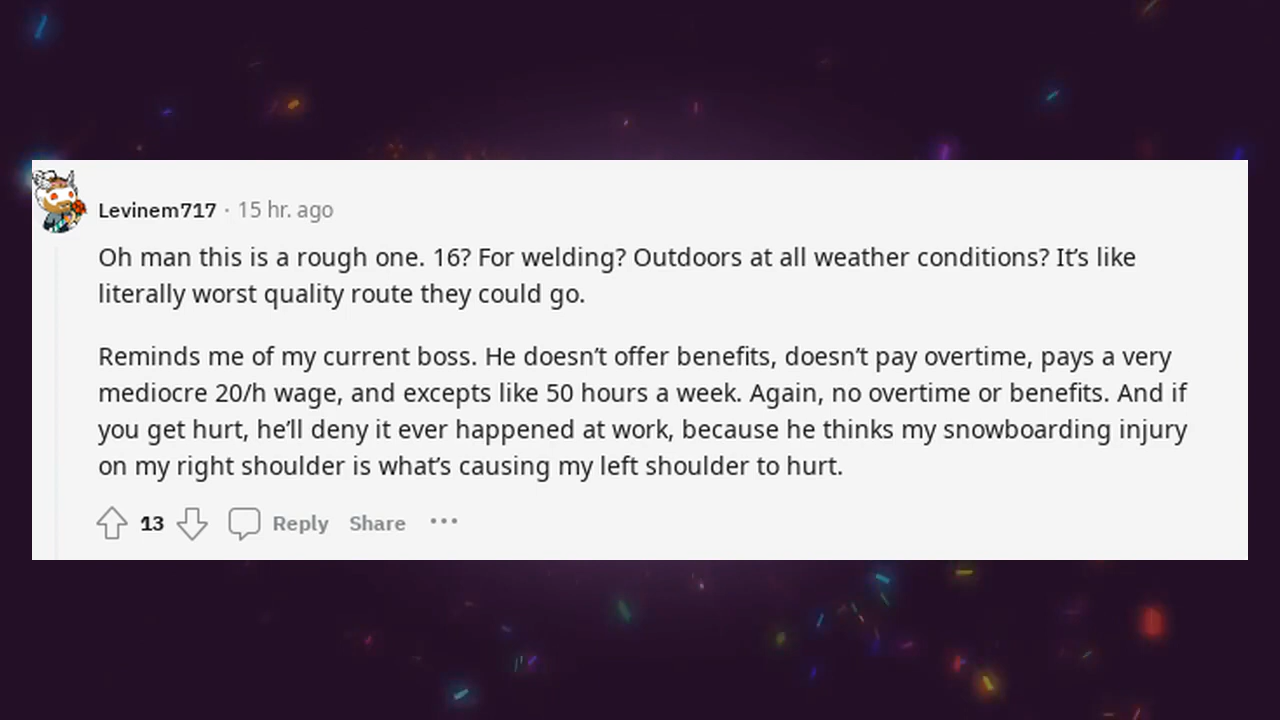 Levinem717 · 15 hr. ago
Oh man this is a rough one. 16? For welding? Outdoors at all weather conditions? It’s like
literally worst quality route they could go.
Reminds me of my current boss. He doesn’t offer benefits, doesn’t pay overtime, pays a very
mediocre 20/h wage, and excepts like 50 hours a week. Again, no overtime or benefits. And if
you get hurt, he’ll deny it ever happened at work, because he thinks my snowboarding injury
on my right shoulder is what’s causing my left shoulder to hurt.
13 Reply Share ···